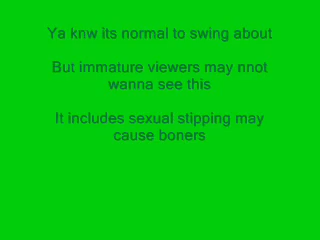 Ya knw its normal to swing about
But immature viewers may nnot
wanna see this
It includes sexual stipping may
cause boners